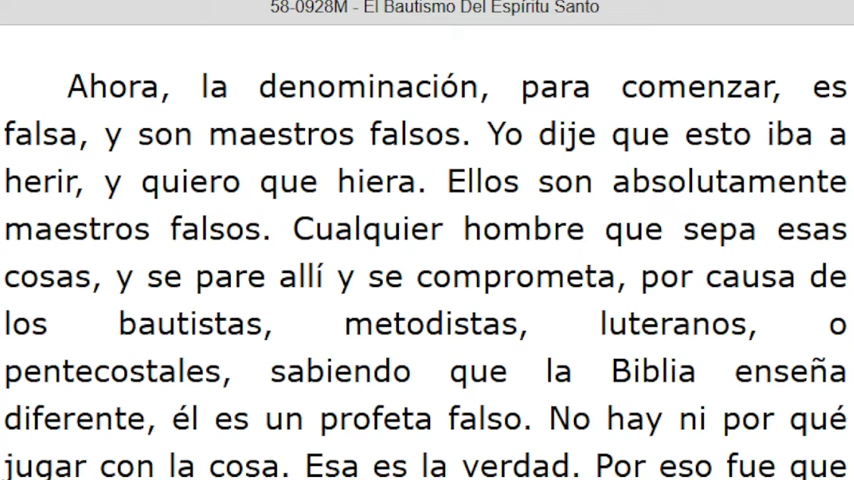 58-0928M - El Bautismo Del Espíritu Santo
Ahora, la denominación, para comenzar, es
falsa, y son maestros falsos. Yo dije que esto iba a
herir, y quiero que hiera. Ellos son absolutamente
maestros falsos. Cualquier hombre que sepa esas
cosas, y se pare allí y se comprometa, por causa de
los bautistas, metodistas, luteranos, o
pentecostales, sabiendo que la Biblia enseña
diferente, él es un profeta falso. No hay ni por qué
jugar con la cosa. Esa es la verdad. Por eso fue que